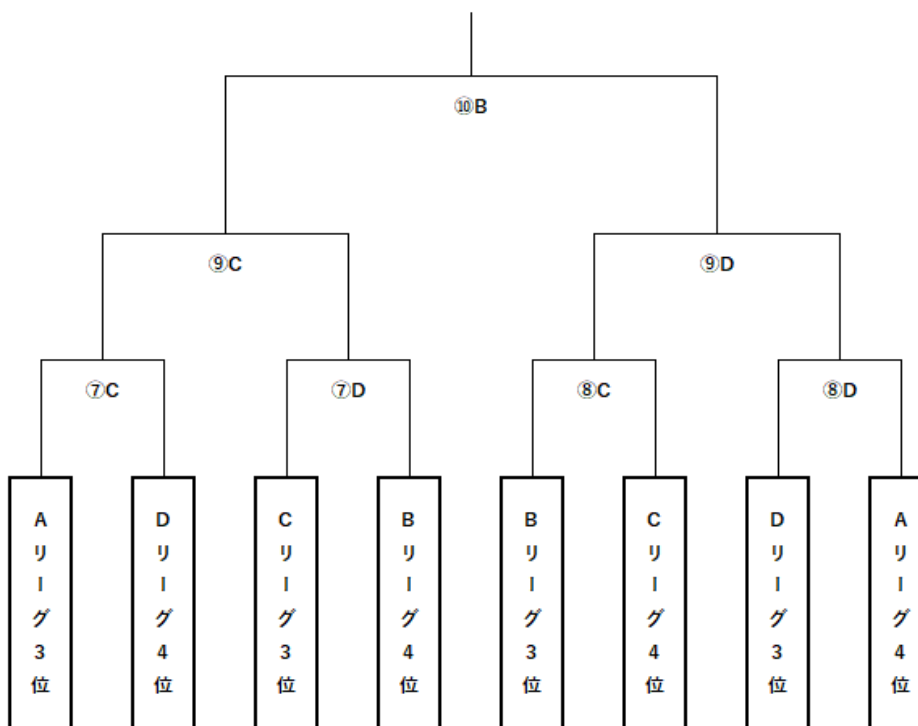 ⑩B
⑨C
⑨D
⑦C
⑦D
⑧C
⑧D
Aリーグ3位
Dリーグ4位
Cリーグ3位
Bリーグ4位
Bリーグ3位
Cリーグ4位
Dリーグ3位
Aリーグ4位